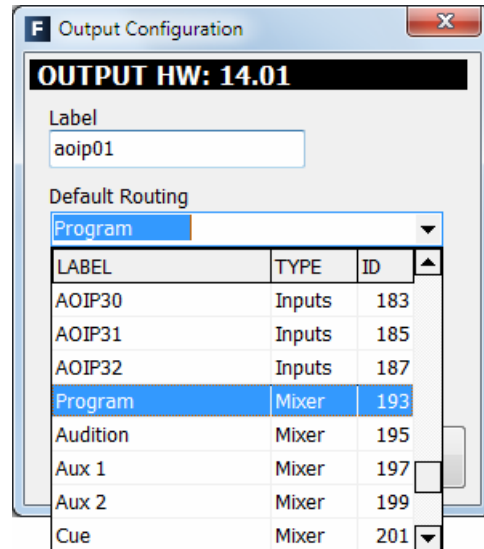 F Output Configuration
OUTPUT HW: 14.01
Label
aoip01
Default Routing
Program
LABEL TYPE ID
AOIP30 Inputs 183
AOIP31 Inputs 185
AOIP32 Inputs 187
Program Mixer 193
Audition Mixer 195
Aux 1 Mixer 197
Aux 2 Mixer 199
Cue Mixer 201